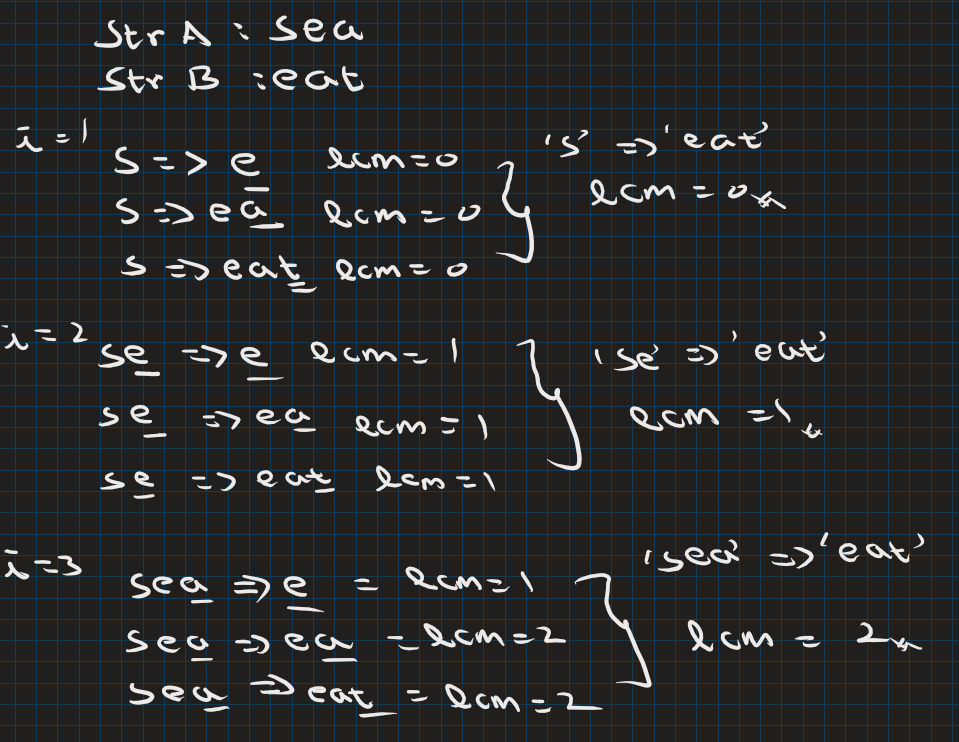 Str A : sea
Str B : eat
i=1
s => e lcm=0
s => ea lcm=0
s => eat lcm=0
's' => 'eat'
lcm = 0
i=2
se => e lcm=1
se => ea lcm=1
se => eat lcm=1
'se' => 'eat'
lcm =1
i=3
sea => e = lcm=1
sea => ea = lcm=2
sea => eat = lcm=2
'sea' => 'eat'
lcm = 2